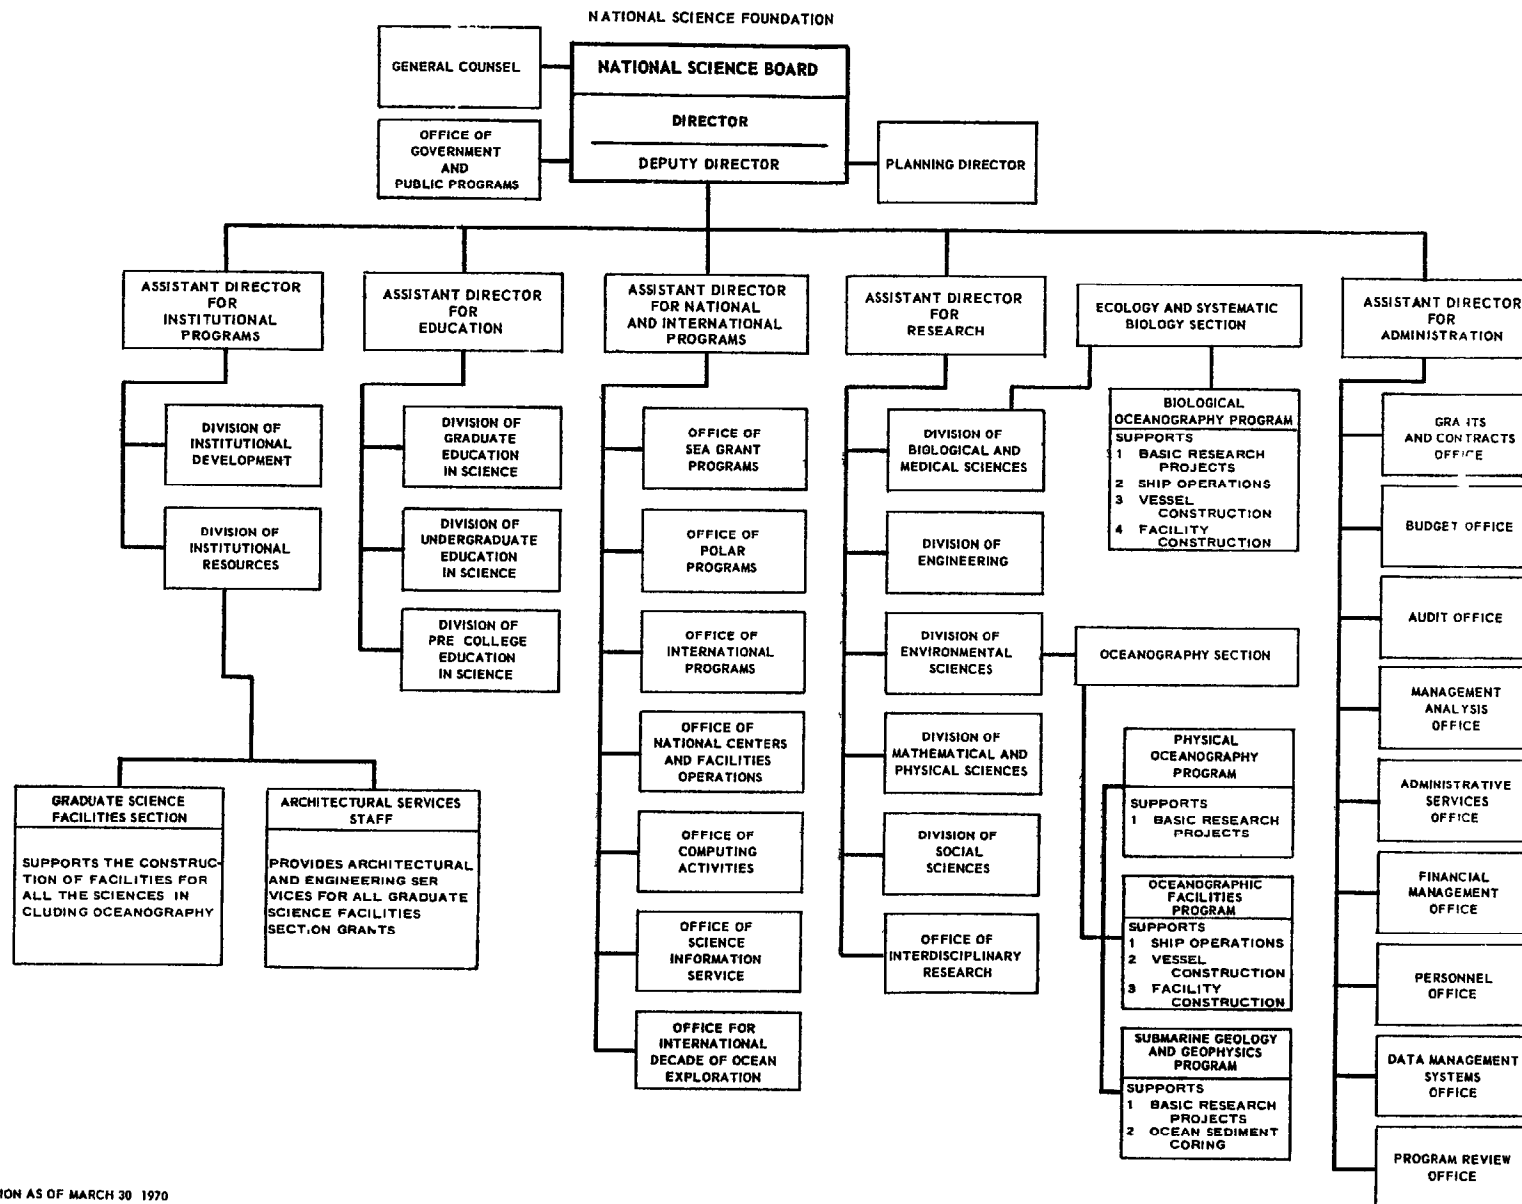 NATIONAL SCIENCE FOUNDATION
GENERAL COUNSEL
NATIONAL SCIENCE BOARD
DIRECTOR
DEPUTY DIRECTOR
OFFICE OF
GOVERNMENT
AND
PUBLIC PROGRAMS
PLANNING DIRECTOR
ASSISTANT DIRECTOR
FOR
INSTITUTIONAL
PROGRAMS
DIVISION OF
INSTITUTIONAL
DEVELOPMENT
DIVISION OF
INSTITUTIONAL
RESOURCES
GRADUATE SCIENCE
FACILITIES SECTION
SUPPORTS THE CONSTRUC-
TION OF FACILITIES FOR
ALL THE SCIENCES IN
CLUDING OCEANOGRAPHY
ARCHITECTURAL SERVICES
STAFF
PROVIDES ARCHITECTURAL
AND ENGINEERING SER
VICES FOR ALL GRADUATE
SCIENCE FACILITIES
SECTION GRANTS
ASSISTANT DIRECTOR
FOR
EDUCATION
DIVISION OF
GRADUATE
EDUCATION
IN SCIENCE
DIVISION OF
UNDERGRADUATE
EDUCATION
IN SCIENCE
DIVISION OF
PRE COLLEGE
EDUCATION
IN SCIENCE
ASSISTANT DIRECTOR
FOR NATIONAL
AND INTERNATIONAL
PROGRAMS
OFFICE OF
SEA GRANT
PROGRAMS
OFFICE OF
POLAR
PROGRAMS
OFFICE OF
INTERNATIONAL
PROGRAMS
OFFICE OF
NATIONAL CENTERS
AND FACILITIES
OPERATIONS
OFFICE OF
COMPUTING
ACTIVITIES
OFFICE OF
SCIENCE
INFORMATION
SERVICE
OFFICE FOR
INTERNATIONAL
DECADE OF OCEAN
EXPLORATION
ASSISTANT DIRECTOR
FOR
RESEARCH
DIVISION OF
BIOLOGICAL AND
MEDICAL SCIENCES
DIVISION OF
ENGINEERING
DIVISION OF
ENVIRONMENTAL
SCIENCES
DIVISION OF
MATHEMATICAL AND
PHYSICAL SCIENCES
DIVISION OF
SOCIAL
SCIENCES
OFFICE OF
INTERDISCIPLINARY
RESEARCH
ECOLOGY AND SYSTEMATIC
BIOLOGY SECTION
BIOLOGICAL
OCEANOGRAPHY PROGRAM
SUPPORTS
1 BASIC RESEARCH
PROJECTS
2 SHIP OPERATIONS
3 VESSEL
CONSTRUCTION
4 FACILITY
CONSTRUCTION
OCEANOGRAPHY SECTION
PHYSICAL
OCEANOGRAPHY
PROGRAM
SUPPORTS
1 BASIC RESEARCH
PROJECTS
OCEANOGRAPHIC
FACILITIES
PROGRAM
SUPPORTS
1 SHIP OPERATIONS
2 VESSEL
CONSTRUCTION
3 FACILITY
CONSTRUCTION
SUBMARINE GEOLOGY
AND GEOPHYSICS
PROGRAM
SUPPORTS
1 BASIC RESEARCH
PROJECTS
2 OCEAN SEDIMENT
CORING
ASSISTANT DIRECTOR
FOR
ADMINISTRATION
GRANTS
AND CONTRACTS
OFFICE
BUDGET OFFICE
AUDIT OFFICE
MANAGEMENT
ANALYSIS
OFFICE
ADMINISTRATIVE
SERVICES
OFFICE
FINANCIAL
MANAGEMENT
OFFICE
PERSONNEL
OFFICE
DATA MANAGEMENT
SYSTEMS
OFFICE
PROGRAM REVIEW
OFFICE
AS OF MARCH 30 1970